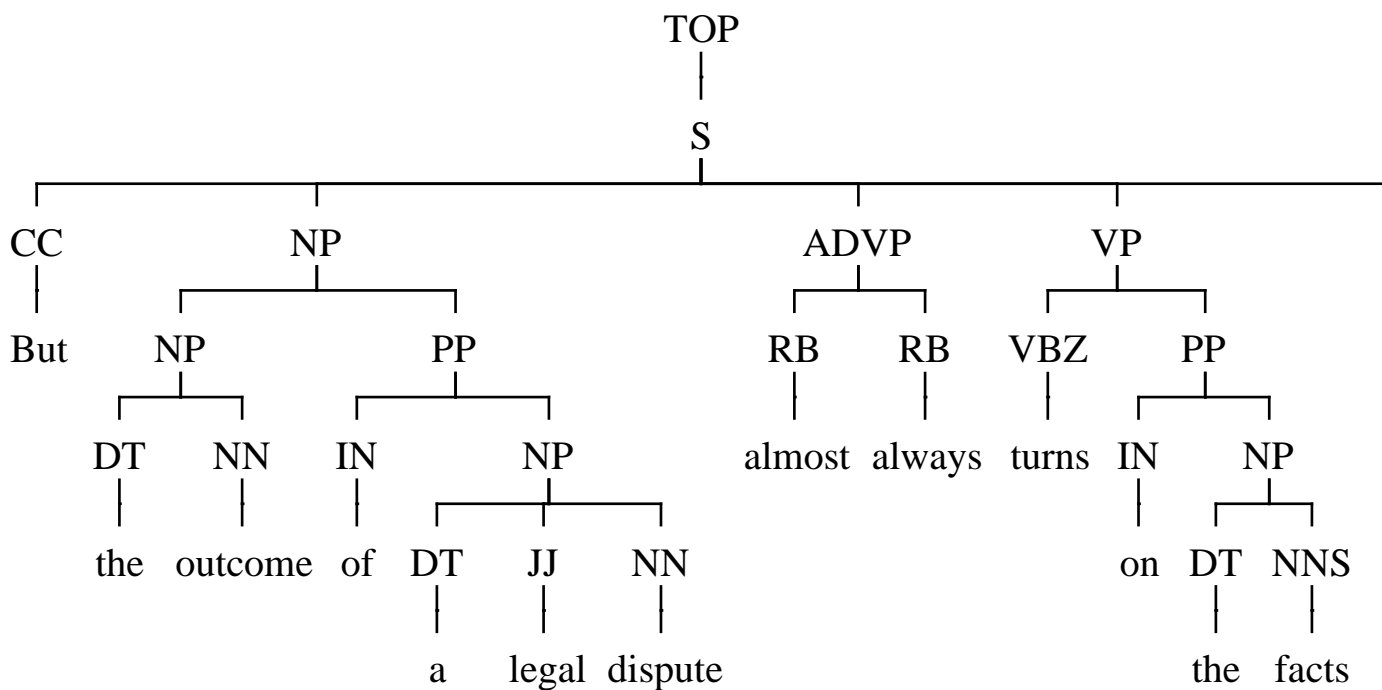 TOP
S
CC NP ADVP VP
But NP PP RB RB VBZ PP
DT NN IN NP almost always turns IN NP
the outcome of DT JJ NN on DT NNS
a legal dispute the facts